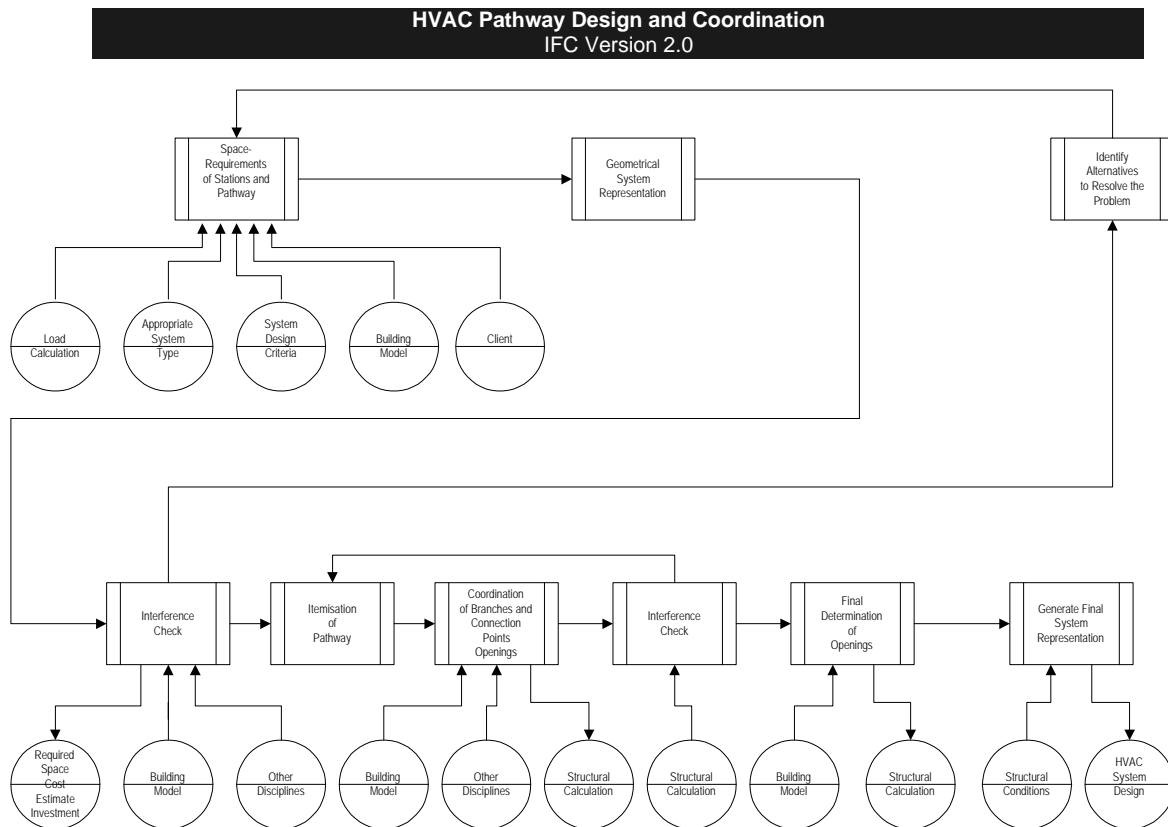 HVAC Pathway Design and Coordination
IFC Version 2.0
Space-
Requirements
of Stations and
Pathway
Geometrical
System
Representation
Identify
Alternatives
to Resolve the
Problem
Load
Calculation
Appropriate
System
Type
System
Design
Criteria
Building
Model
Client
Interference
Check
Itemisation
of
Pathway
Coordination
of Branches and
Connection
Points
Openings
Interference
Check
Final
Determination
of
Openings
Generate Final
System
Representation
Required
Space
Cost
Estimate
Investment
Building
Model
Other
Disciplines
Building
Model
Other
Disciplines
Structural
Calculation
Structural
Calculation
Building
Model
Structural
Calculation
Structural
Conditions
HVAC
System
Design